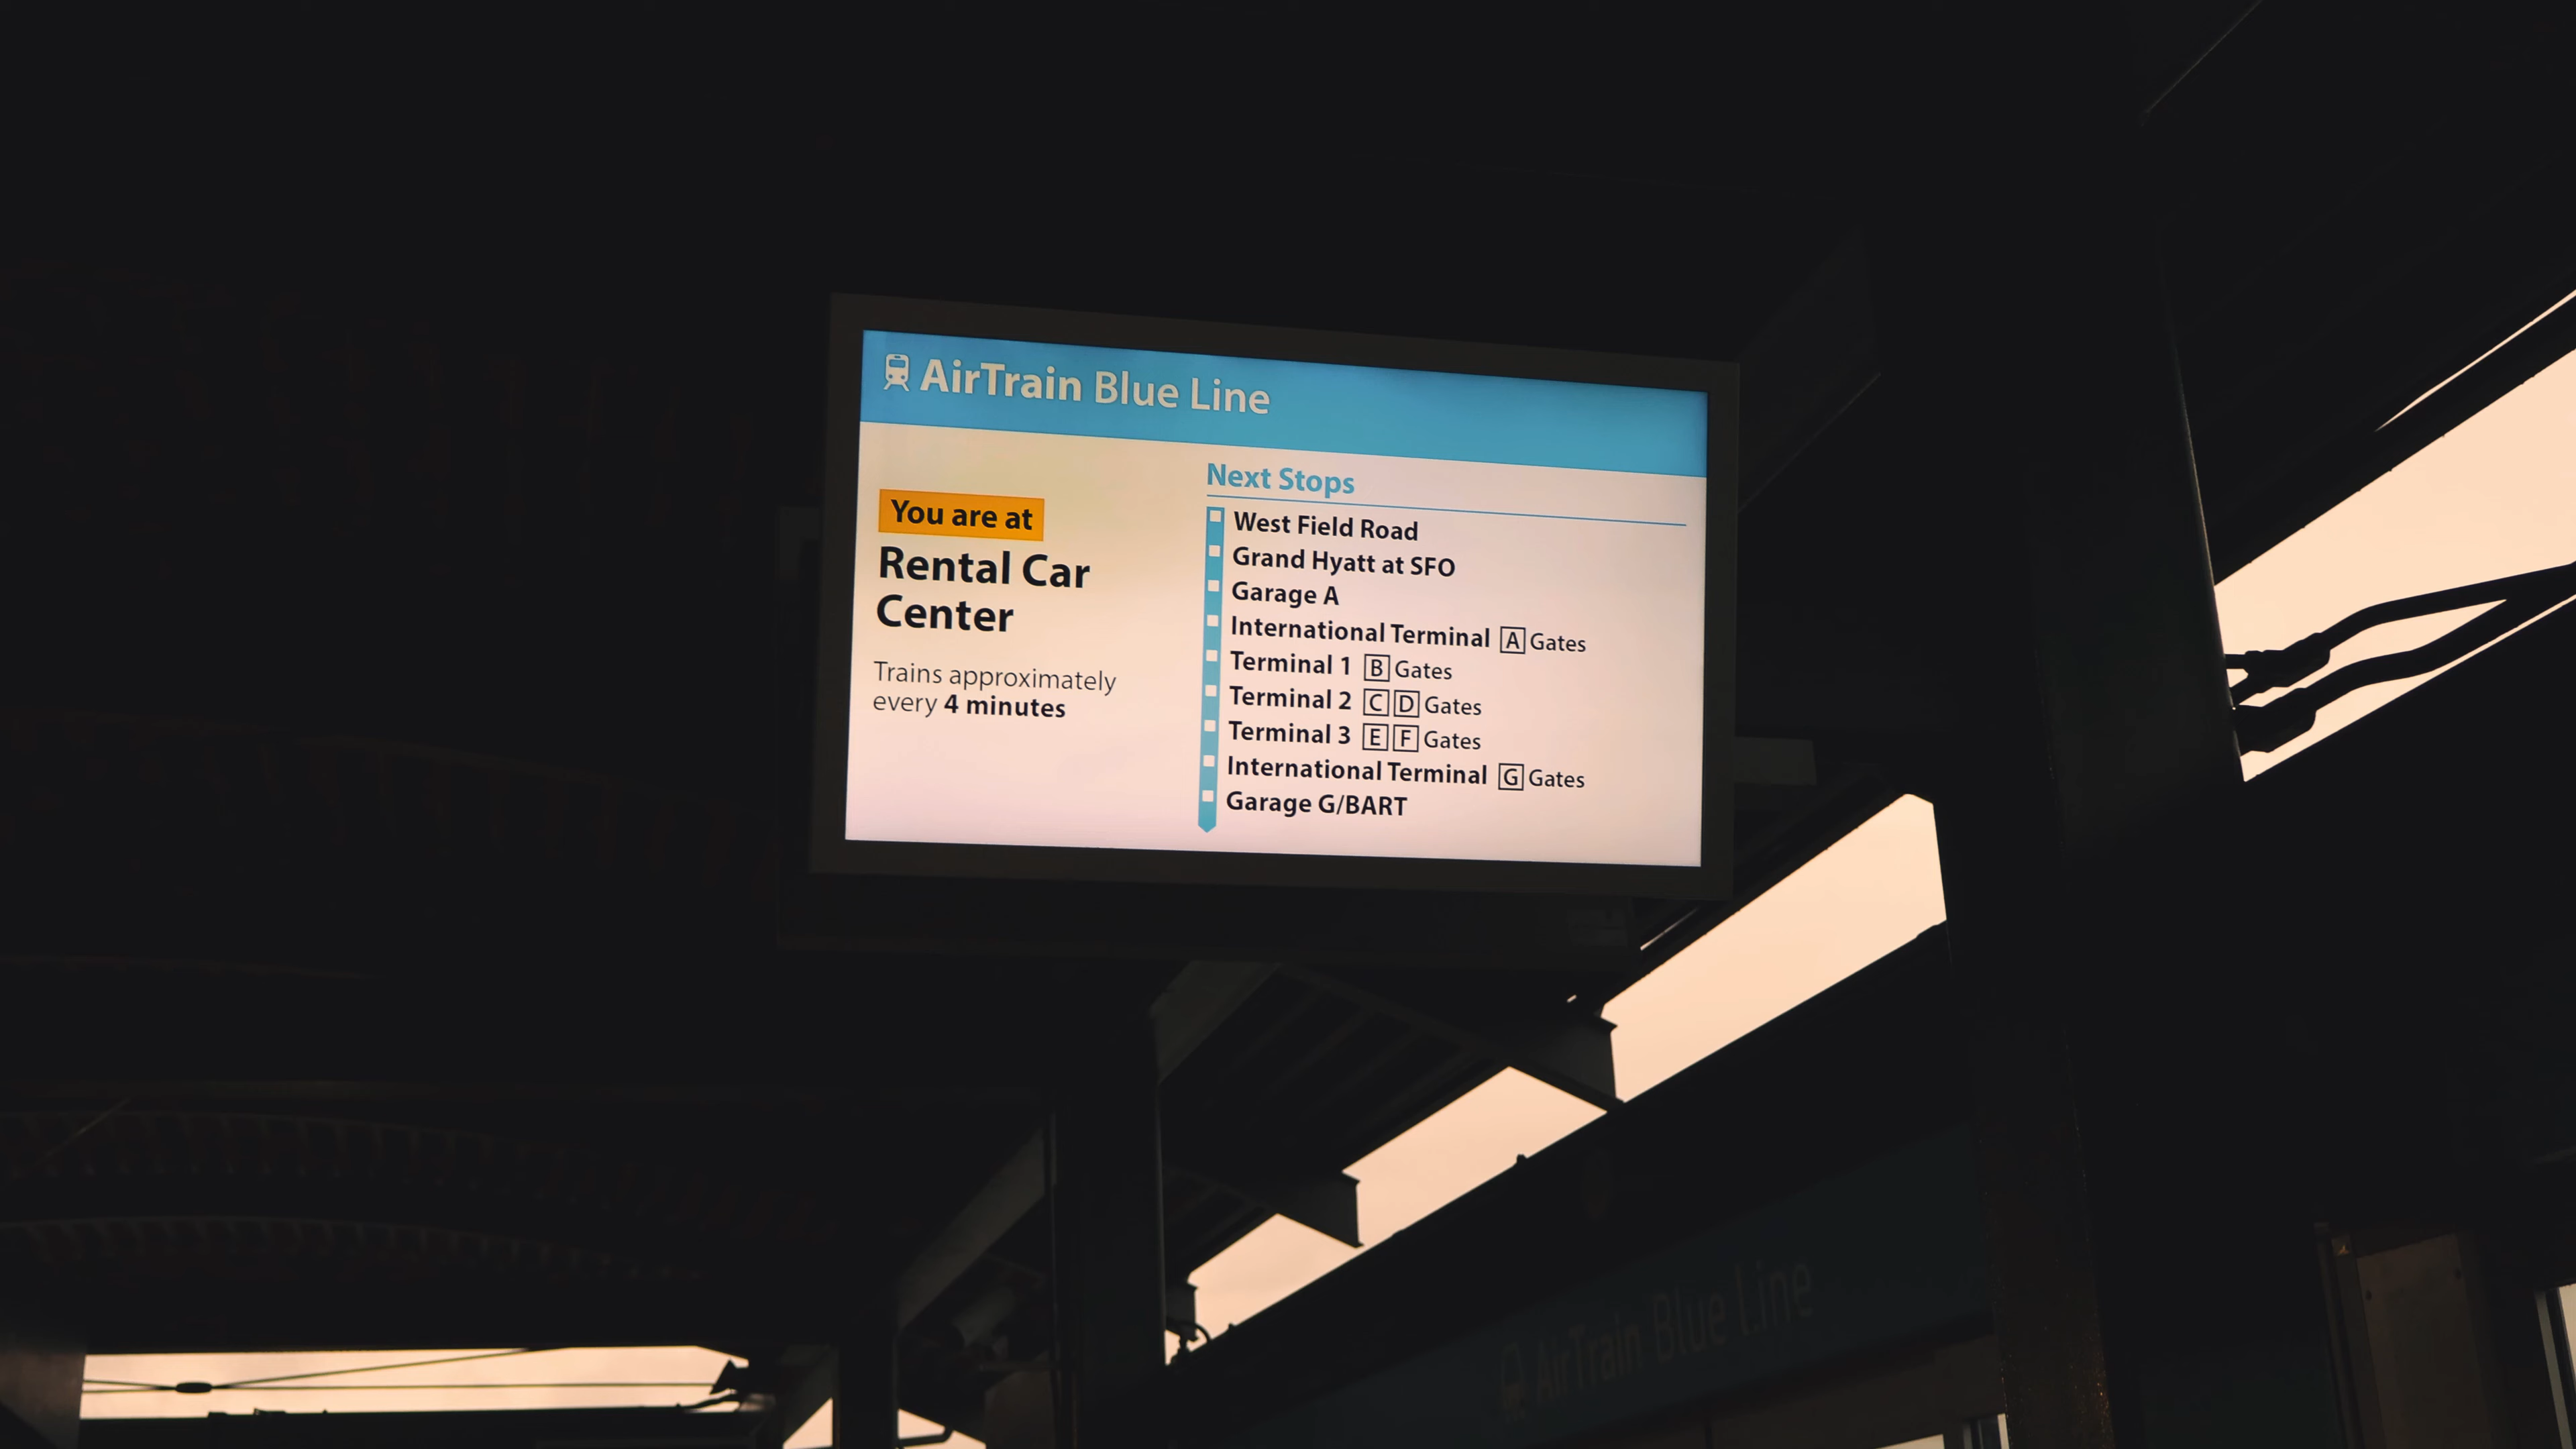 AirTrain Blue Line
You are at
Rental Car
Center
Trains approximately
every 4 minutes
Next Stops
West Field Road
Grand Hyatt at SFO
Garage A
International Terminal A Gates
Terminal 1 B Gates
Terminal 2 C D Gates
Terminal 3 E F Gates
International Terminal G Gates
Garage G/BART
AirTrain Blue Line